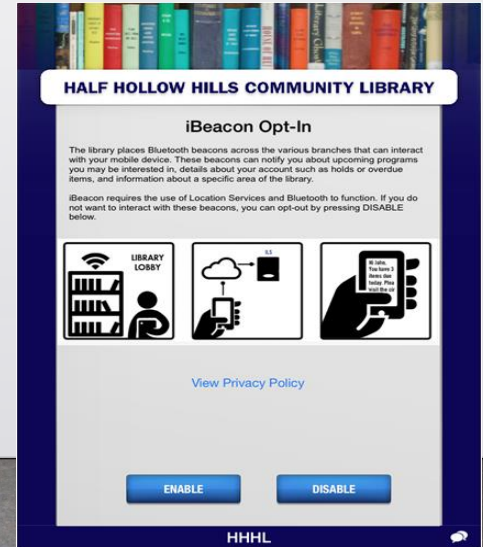 HALF HOLLOW HILLS COMMUNITY LIBRARY
iBeacon Opt-In
The library places Bluetooth beacons across the various branches that can interact
with your mobile device. These beacons can notify you about upcoming programs
you may be interested in, details about your account such as holds or overdue
items, and information about a specific area of the library.
iBeacon requires the use of Location Services and Bluetooth to function. If you do
not want to interact with these beacons, you can opt-out by pressing DISABLE
below.
LIBRARY
LOBBY
ILS
Hi John,
You have 3
items due
today. Plea
visit the cir
View Privacy Policy
ENABLE
DISABLE
HHHL